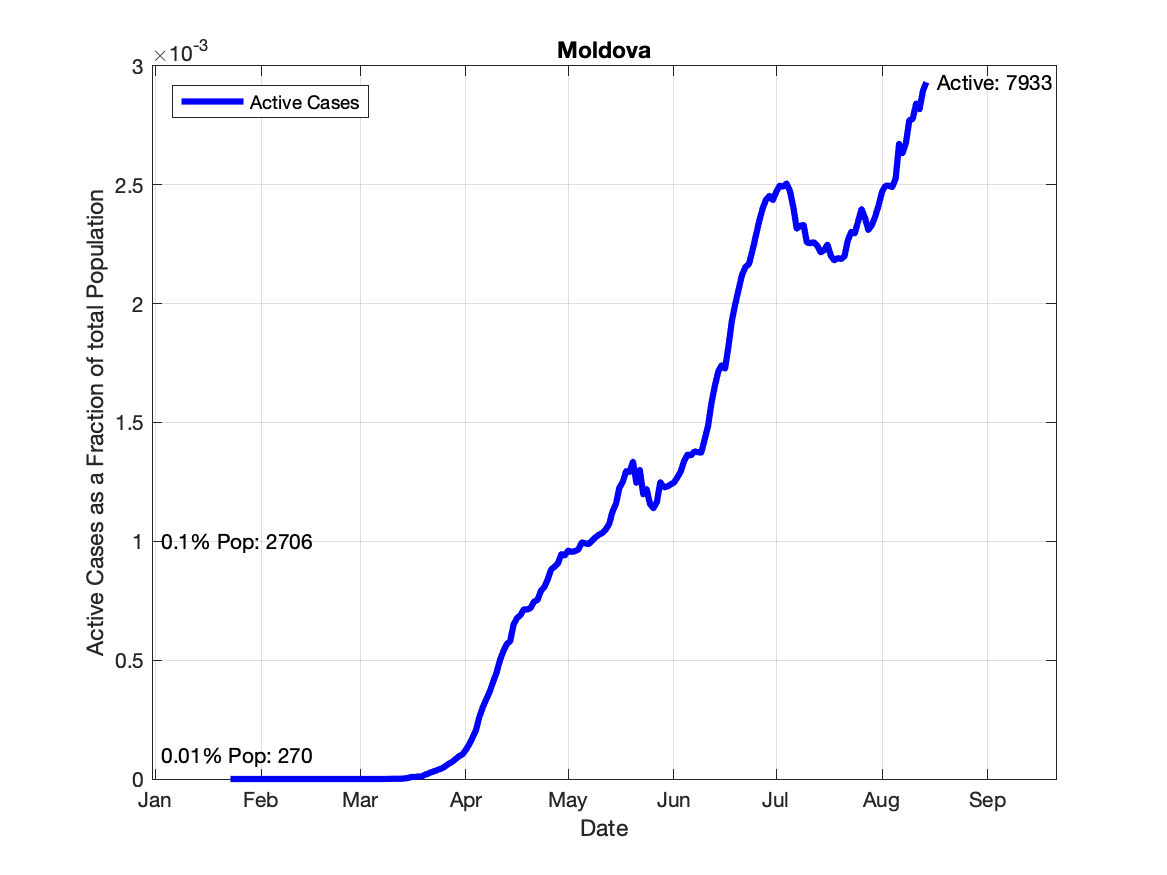 Moldova
×10-3
3
Active: 7933
Active Cases
2.5
2
1.5
1
0.1% Pop: 2706
0.5
0.01% Pop: 270
0
Active Cases as a Fraction of total Population
Jan Feb Mar Apr May Jun Jul Aug Sep
Date